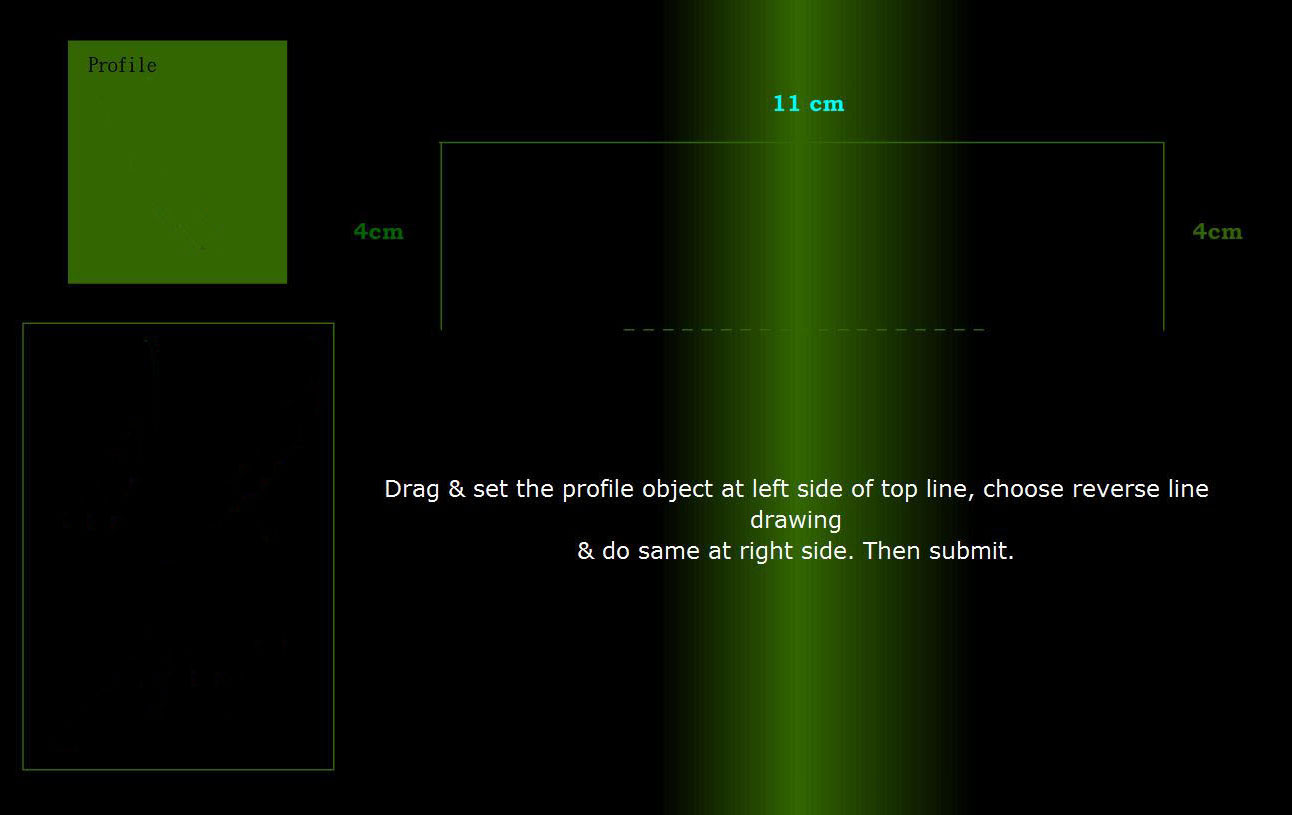 Profile
11 cm
4cm
4cm
Drag & set the profile object at left side of top line, choose reverse line
drawing
& do same at right side. Then submit.